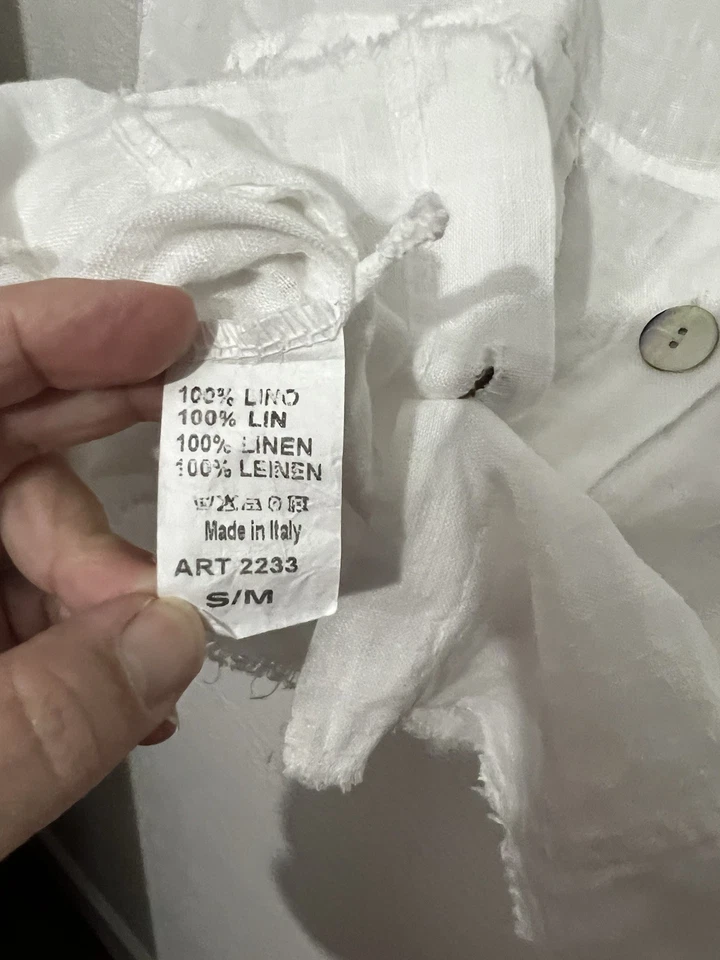 100% LINO
100% LIN
100% LINEN
100% LEINEN
Made in Italy
ART 2233
S/M